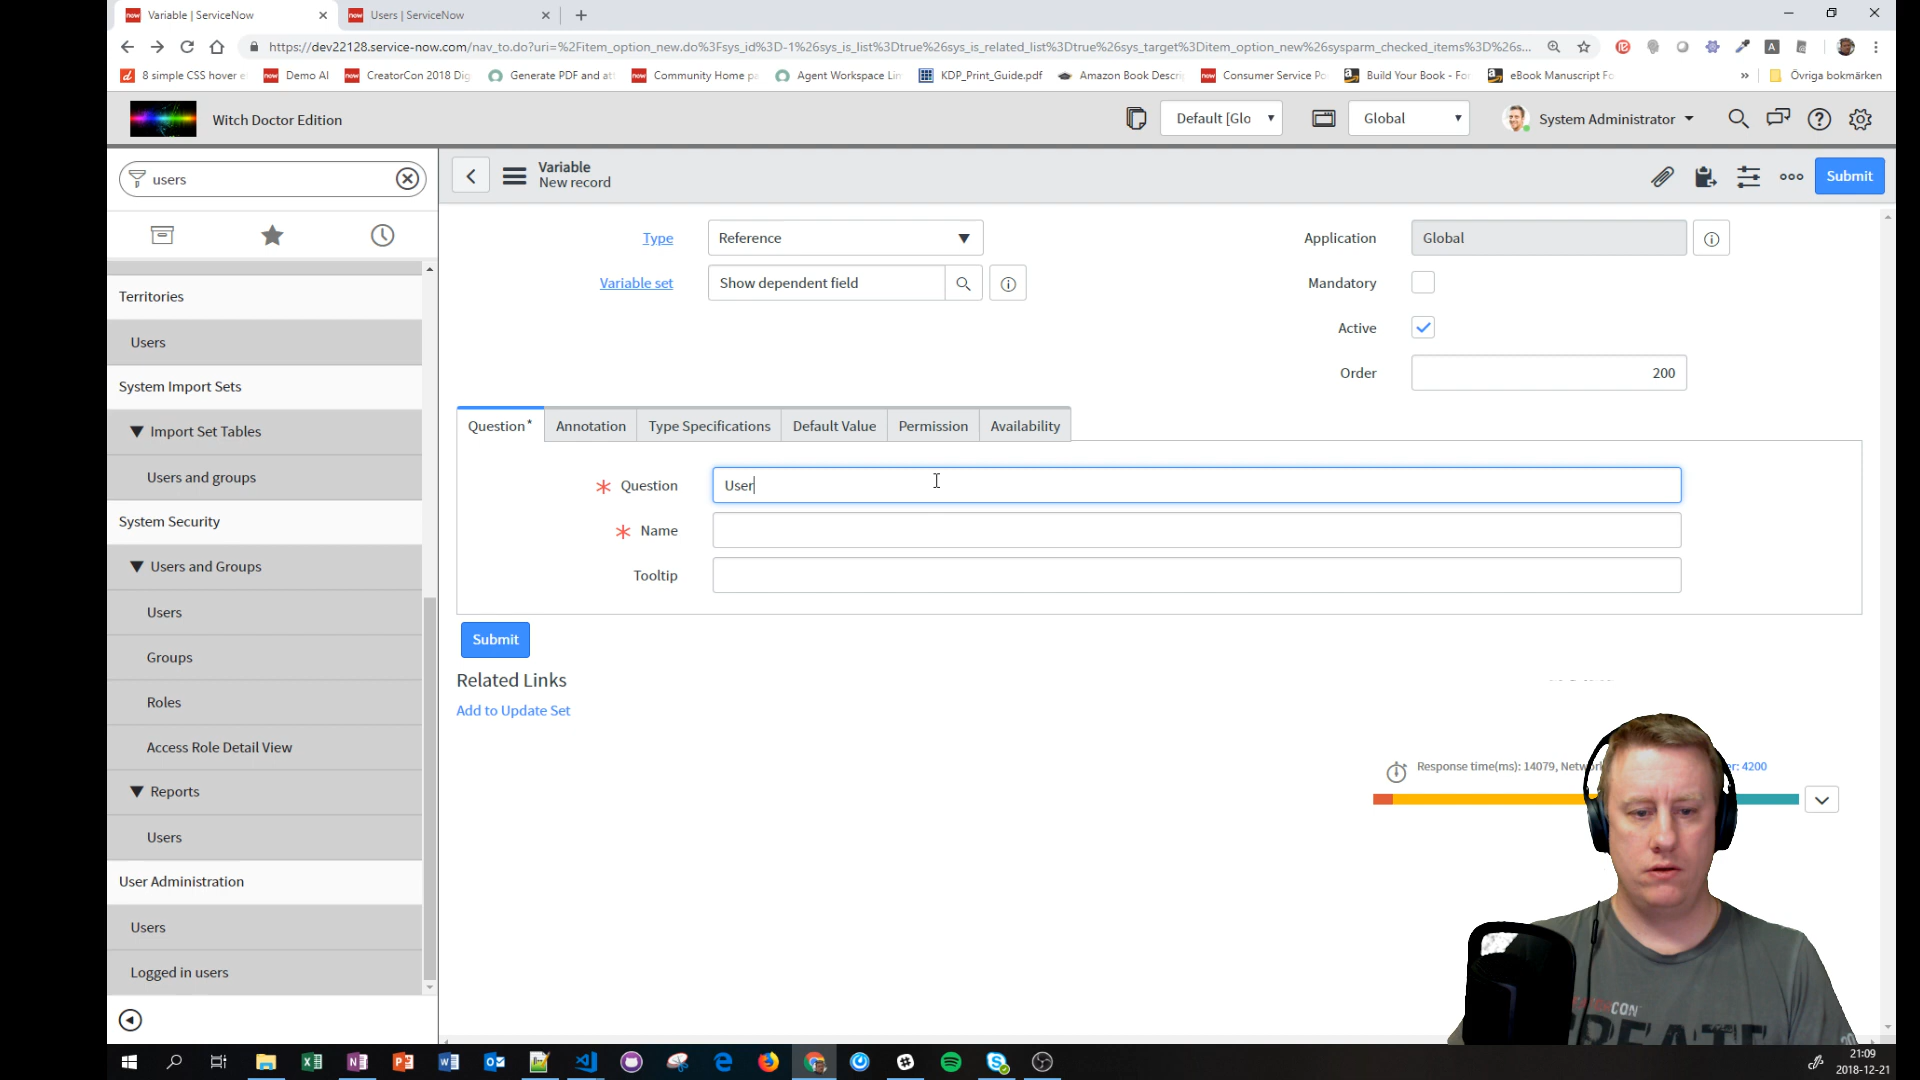 Variable | ServiceNow
Users | ServiceNow
https://dev22128.service-now.com/nav_to.do?uri=%2Fitem_option_new.do%3Fsys_id%3D-1%26sys_is_list%3Dtrue%26sys_is_related_list%3Dtrue%26sys_target%3Ditem_option_new%26sysparm_checked_items%3D%26s...
8 simple CSS hover e
Demo AI
CreatorCon 2018 Dig
Generate PDF and at
Community Home pa
Agent Workspace Lin
KDP_Print_Guide.pdf
Amazon Book Descri
Consumer Service Po
Build Your Book - For
eBook Manuscript Fo
Övriga bokmärken
Witch Doctor Edition
Default [Glo
Global
System Administrator
users
Variable
New record
Submit
Territories
Users
System Import Sets
Import Set Tables
Users and groups
System Security
Users and Groups
Users
Groups
Roles
Access Role Detail View
Reports
Users
User Administration
Users
Logged in users
Type
Reference
Application
Global
Variable set
Show dependent field
Mandatory
Active
Order
200
Question*
Annotation
Type Specifications
Default Value
Permission
Availability
Question
User
Name
Tooltip
Submit
Related Links
Add to Update Set
Response time(ms): 14079, Netwo
er: 4200
CON
CREATE
21:09
2018-12-21